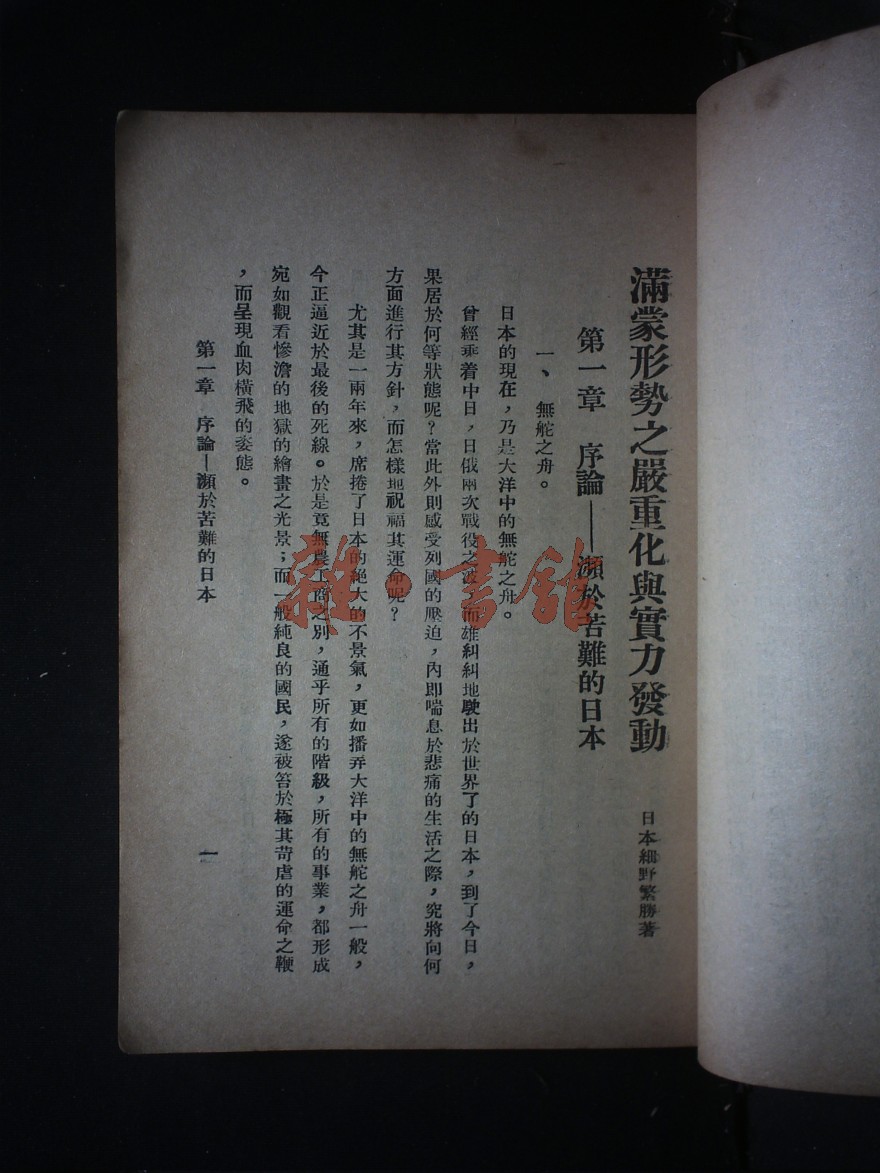 滿蒙形勢之嚴重化與實力發動
日本細野繁勝著
第一章 序論——瀕於苦難的日本
一、無舵之舟。
日本的現在，乃是大洋中的無舵之舟。
曾經乘着中日，日俄兩次戰役之波，而雄糾糾地駛出於世界了的日本，到了今日，
果居於何等狀態呢？當此外則感受列國的壓迫，內卽喘息於悲痛的生活之際，究將向何
方面進行其方針，而怎樣地祝福其運命呢？
尤其是一兩年來，席捲了日本的絕大的不景氣，更如播弄大洋中的無舵之舟一般，
今正逼近於最後的死線。於是竟無農工商之別，通乎所有的階級，所有的事業，都形成
宛如觀看慘澹的地獄的繪畫之光景；而一般純良的國民，遂被笞於極其苛虐的運命之鞭
，而呈現血肉橫飛的姿態。
第一章 序論—瀕於苦難的日本
一
雜·書館